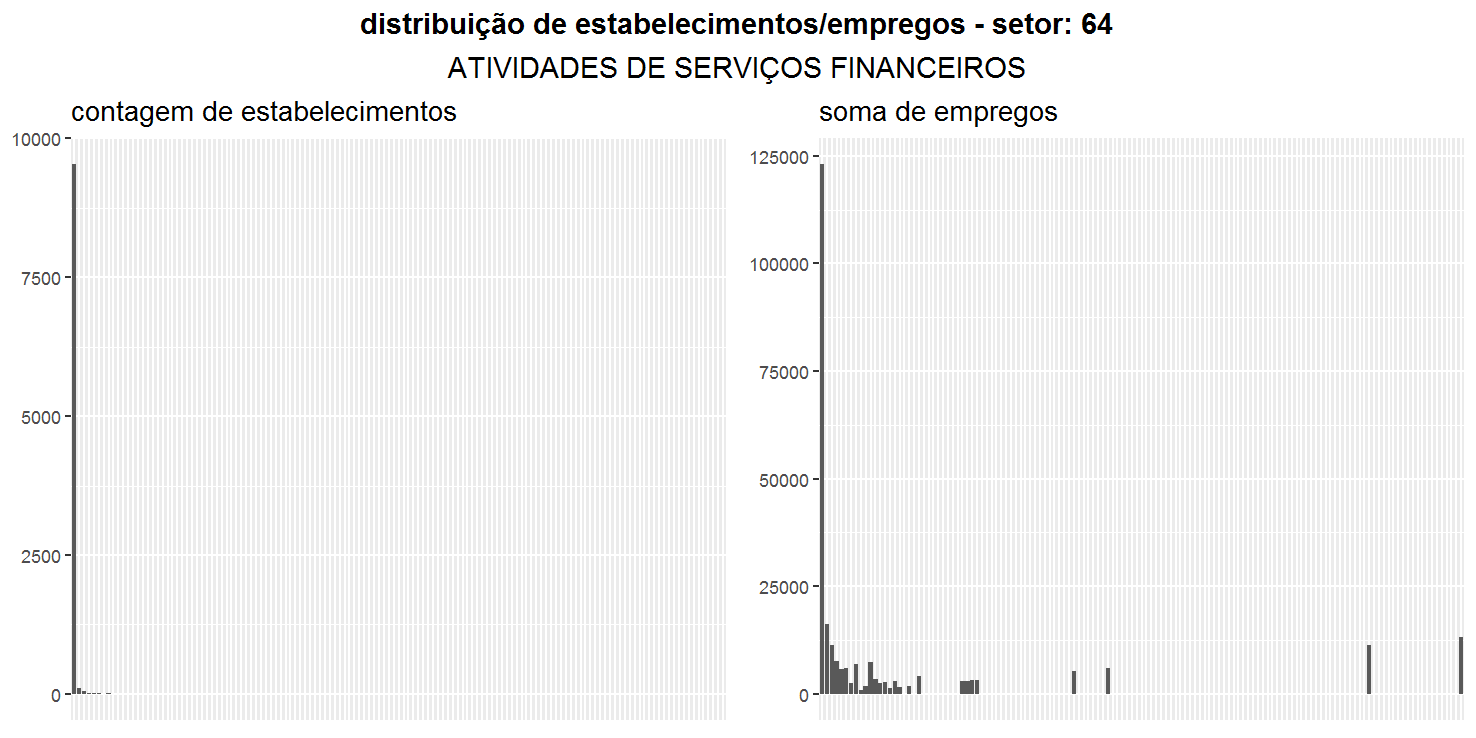 distribuição de estabelecimentos/empregos - setor: 64
ATIVIDADES DE SERVIÇOS FINANCEIROS
contagem de estabelecimentos
10000
7500
5000
2500
0
soma de empregos
125000
100000
75000
50000
25000
0